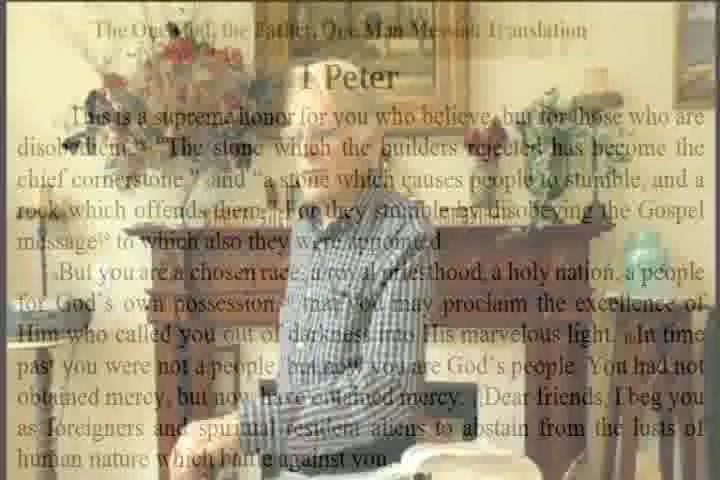 The One God, the Father, One Man Messiah Translation
I Peter
This is a supreme honor for you who believe, but for those who are
disobedient, "The stone which the builders rejected has become the
chief cornerstone," and "a stone which causes people to stumble, and a
rock which offends them." For they stumble by disobeying the Gospel
message to which also they were appointed.
But you are a chosen race, a royal priesthood, a holy nation, a people
for God's own possession, that you may proclaim the excellence of
Him who called you out of darkness into His marvelous light. In time
past you were not a people, but now you are God's people. You had not
obtained mercy, but now have obtained mercy. Dear friends, I beg you
as foreigners and spiritual resident aliens to abstain from the lusts of
human nature which battle against you.